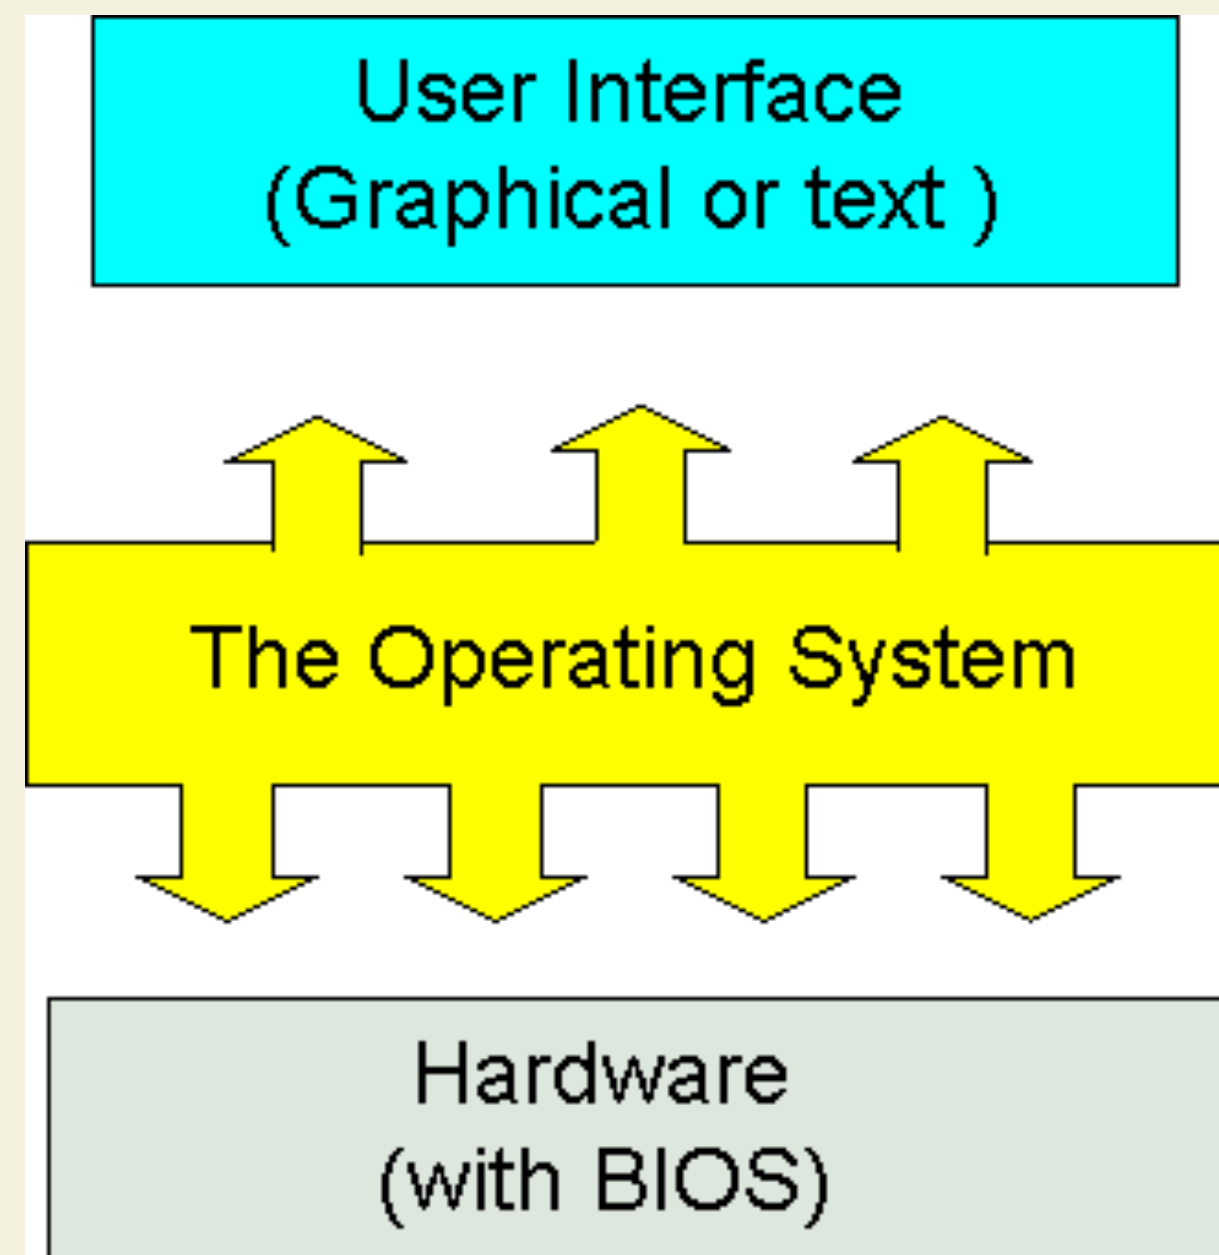 User Interface
(Graphical or text )
The Operating System
Hardware
(with BIOS)